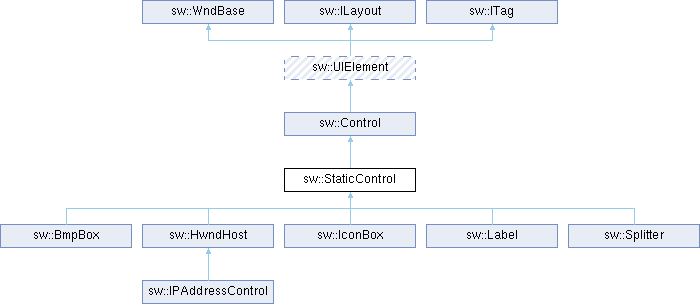 sw::WndBase
sw::ILayout
sw::ITag
sw::UIElement
sw::Control
sw::StaticControl
sw::BmpBox
sw::HwndHost
sw::IconBox
sw::Label
sw::Splitter
sw::IPAddressControl